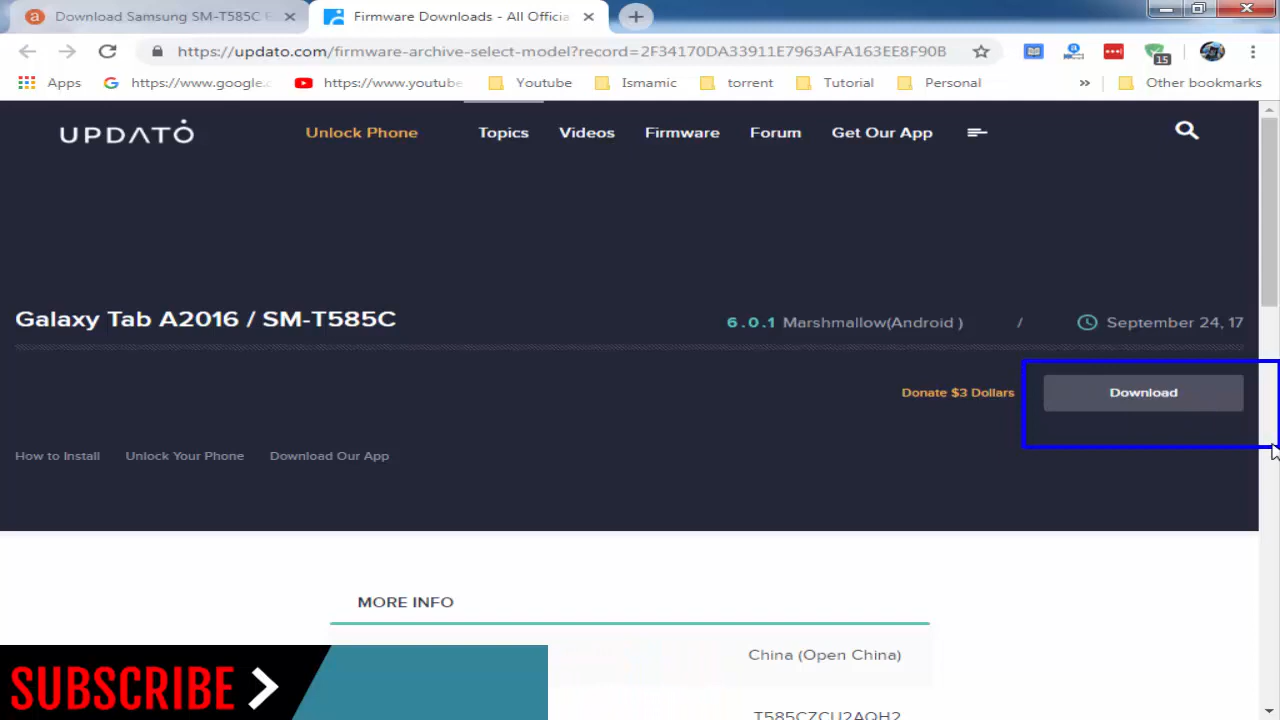 Download Samsung SM-T585C E
Firmware Downloads - All Officia
https://updato.com/firmware-archive-select-model?record=2F34170DA33911E7963AFA163EE8F90B
15
Apps
https://www.google.c
https://www.youtube
Youtube
Ismamic
torrent
Tutorial
Personal
»
Other bookmarks
UPDATO
Unlock Phone
Topics
Videos
Firmware
Forum
Get Our App
Galaxy Tab A2016 / SM-T585C
6.0.1 Marshmallow(Android )
/
September 24, 17
Donate $3 Dollars
Download
How to Install
Unlock Your Phone
Download Our App
MORE INFO
China (Open China)
T585CZCU2AQH2
SUBSCRIBE